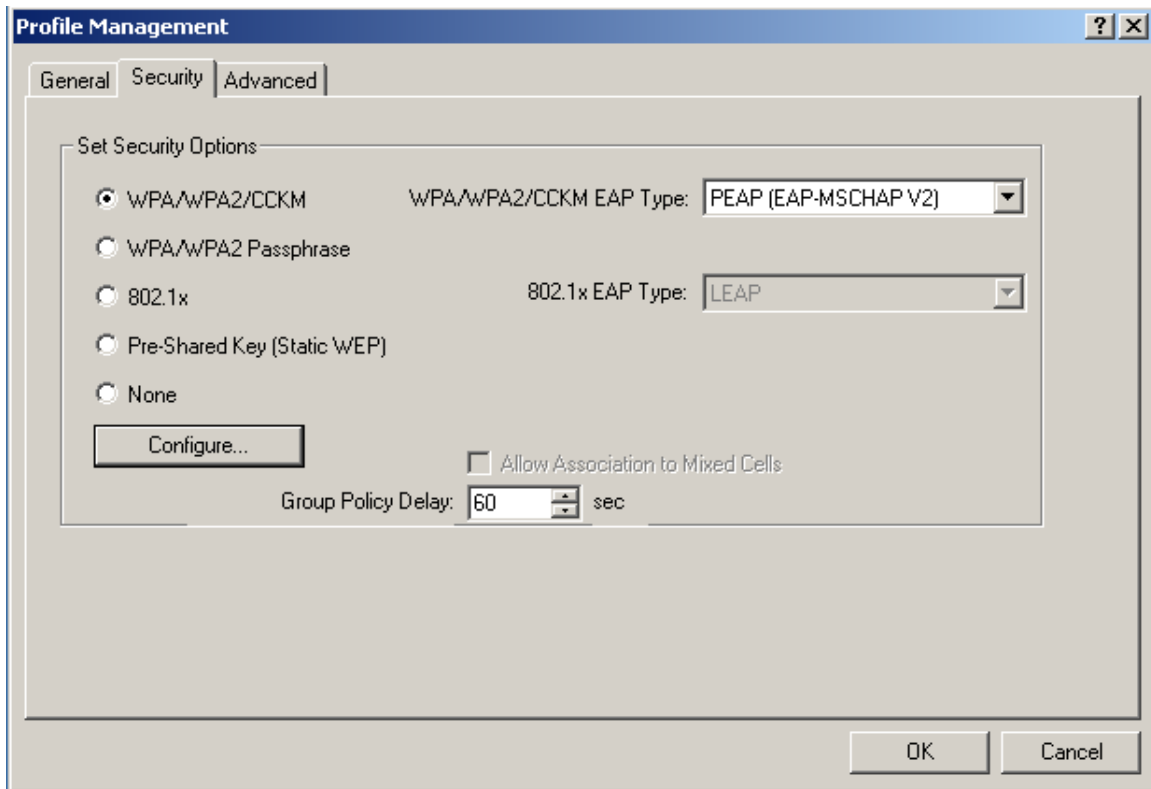 Profile Management
General Security Advanced
Set Security Options
WPA/WPA2/CCKM WPA/WPA2/CCKM EAP Type: PEAP (EAP-MSCHAP V2)
WPA/WPA2 Passphrase
802.1x 802.1x EAP Type: LEAP
Pre-Shared Key (Static WEP)
None
Configure...
Allow Association to Mixed Cells
Group Policy Delay: 60 sec
OK Cancel